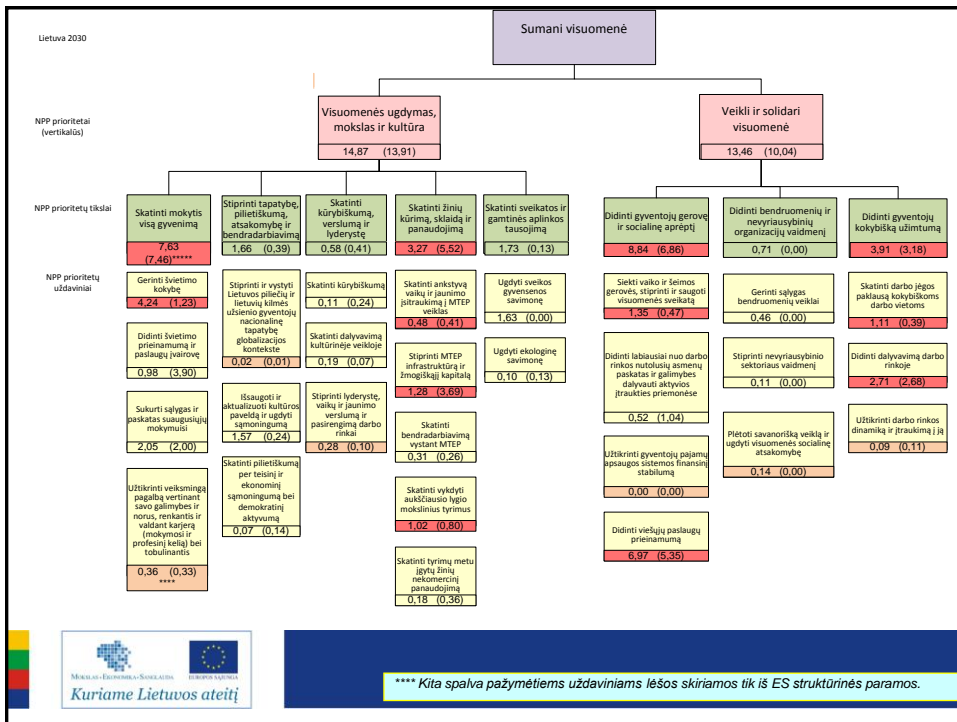 Lietuva 2030
Sumani visuomenė
NPP prioritetai
(vertikalūs)
Visuomenės ugdymas,
mokslas ir kultūra
14,87 (13,91)
Veikli ir solidari
visuomenė
13,46 (10,04)
NPP prioritetų tikslai
Skatinti mokytis
visą gyvenimą
7,63
(7,46)*****
Stiprinti tapatybę,
pilietiškumą,
atsakomybę ir
bendradarbiavimą
1,66 (0,39)
Skatinti
kūrybiškumą,
verslumą ir
lyderystę
0,58 (0,41)
Skatinti žinių
kūrimą, sklaidą ir
panaudojimą
3,27 (5,52)
Skatinti sveikatos ir
gamtinės aplinkos
tausojimą
1,73 (0,13)
Didinti gyventojų gerovę
ir socialinę aprėptį
8,84 (6,86)
Didinti bendruomenių ir
nevyriausybinių
organizacijų vaidmenį
0,71 (0,00)
Didinti gyventojų
kokybišką užimtumą
3,91 (3,18)
NPP prioritetų
uždaviniai
Gerinti švietimo
kokybę
4,24 (1,23)
Didinti švietimo
prieinamumą ir
paslaugų įvairovę
0,98 (3,90)
Sukurti sąlygas ir
paskatas suaugusiųjų
mokymuisi
2,05 (2,00)
Užtikrinti veiksmingą
pagalbą vertinant
savo galimybes ir
norus, renkantis ir
valdant karjerą
(mokymosi ir
profesinį kelią) bei
tobulinantis
0,36 (0,33)
****
Stiprinti ir vystyti
Lietuvos piliečių ir
lietuvių kilmės
užsienio gyventojų
nacionalinę
tapatybę
globalizacijos
kontekste
0,02 (0,01)
Išsaugoti ir
aktualizuoti kultūros
paveldą ir ugdyti
sąmoningumą
1,57 (0,24)
Skatinti pilietiškumą
per teisinį ir
ekonominį
sąmoningumą bei
demokratinį
aktyvumą
0,07 (0,14)
Skatinti kūrybiškumą
0,11 (0,24)
Skatinti dalyvavimą
kultūrinėje veikloje
0,19 (0,07)
Stiprinti lyderystę,
vaikų ir jaunimo
verslumą ir
pasirengimą darbo
rinkai
0,28 (0,10)
Skatinti ankstyvą
vaikų ir jaunimo
įsitraukimą į MTEP
veiklas
0,48 (0,41)
Stiprinti MTEP
infrastruktūrą ir
žmogiškąjį kapitalą
1,28 (3,69)
Skatinti
bendradarbiavimą
vystant MTEP
0,31 (0,26)
Skatinti vykdyti
aukščiausio lygio
mokslinius tyrimus
1,02 (0,80)
Skatinti tyrimų metu
įgytų žinių
nekomercinį
panaudojimą
0,18 (0,36)
Ugdyti sveikos
gyvensenos
savimonę
1,63 (0,00)
Ugdyti ekologinę
savimonę
0,10 (0,13)
Siekti vaiko ir šeimos
gerovės, stiprinti ir saugoti
visuomenės sveikatą
1,35 (0,47)
Didinti labiausiai nuo darbo
rinkos nutolusių asmenų
paskatas ir galimybes
dalyvauti aktyvios
įtraukties priemonėse
0,52 (1,04)
Užtikrinti gyventojų pajamų
apsaugos sistemos finansinį
stabilumą
0,00 (0,00)
Didinti viešųjų paslaugų
prieinamumą
6,97 (5,35)
Gerinti sąlygas
bendruomenių veiklai
0,46 (0,00)
Stiprinti nevyriausybinio
sektoriaus vaidmenį
0,11 (0,00)
Plėtoti savanorišką veiklą ir
ugdyti visuomenės socialinę
atsakomybę
0,14 (0,00)
Skatinti darbo jėgos
paklausą kokybiškoms
darbo vietoms
1,11 (0,39)
Didinti dalyvavimą darbo
rinkoje
2,71 (2,68)
Užtikrinti darbo rinkos
dinamiką ir įtraukimą į ją
0,09 (0,11)
MOKSLAS • EKONOMIKA • SANGLAUDA
EUROPOS SĄJUNGA
Kuriame Lietuvos ateitį
**** Kita spalva pažymėtiems uždaviniams lėšos skiriamos tik iš ES struktūrinės paramos.